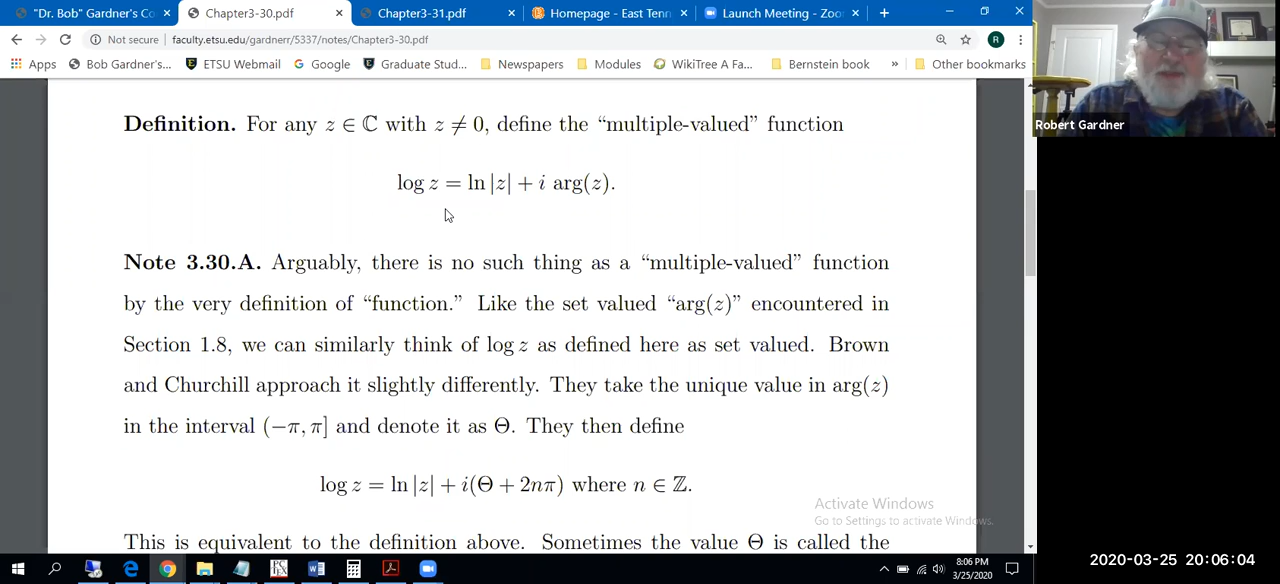 "Dr. Bob" Gardner's Co × Chapter3-30.pdf × Chapter3-31.pdf × Homepage - East Tenn × Launch Meeting - Zoo × +
Not secure | faculty.etsu.edu/gardnerr/5337/notes/Chapter3-30.pdf R
Apps Bob Gardner's... ETSU Webmail Google Graduate Stud... Newspapers Modules WikiTree A Fa... Bernstein book » Other bookmarks
Robert Gardner
Definition. For any z ∈ ℂ with z ≠ 0, define the “multiple-valued” function
log z = ln |z| + i arg(z).
Note 3.30.A. Arguably, there is no such thing as a “multiple-valued” function
by the very definition of “function.” Like the set valued “arg(z)” encountered in
Section 1.8, we can similarly think of log z as defined here as set valued. Brown
and Churchill approach it slightly differently. They take the unique value in arg(z)
in the interval (−π, π] and denote it as Θ. They then define
log z = ln |z| + i(Θ + 2nπ) where n ∈ ℤ.
Activate Windows
Go to Settings to activate Windows.
This is equivalent to the definition above. Sometimes the value Θ is called the
8:06 PM
3/25/2020
2020-03-25 20:06:04